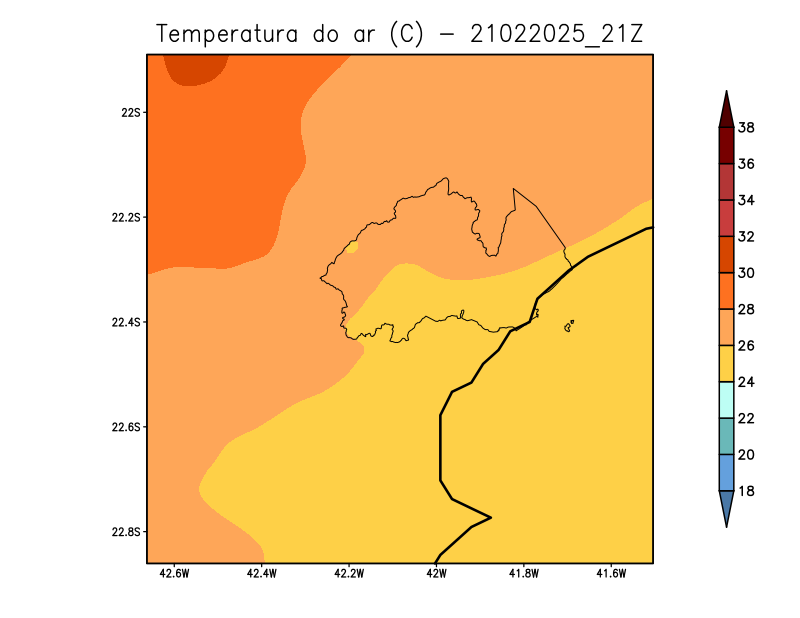 Temperatura do ar (C) - 21022025_21Z
22S
22.2S
22.4S
22.6S
22.8S
42.6W
42.4W
42.2W
42W
41.8W
41.6W
38
36
34
32
30
28
26
24
22
20
18